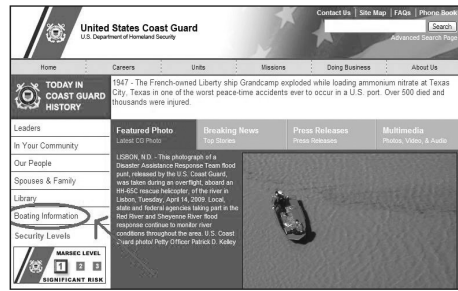 Contact Us | Site Map | FAQs | Phone Book
United States Coast Guard
U.S. Department of Homeland Security
Search
Advanced Search Page
Home Careers Units Missions Doing Business About Us
TODAY IN
COAST GUARD
HISTORY
1947 - The French-owned Liberty ship Grandcamp exploded while loading ammonium nitrate at Texas
City, Texas in one of the worst peace-time accidents ever to occur in a U.S. port. Over 500 died and
thousands were injured.
Leaders
In Your Community
Our People
Spouses & Family
Library
Boating Information
Security Levels
MARSEC LEVEL
1 2 3
SIGNIFICANT RISK
Featured Photo
Latest CG Photo
Breaking News
Top Stories
Press Releases
Press Releases
Multimedia
Photos, Video, & Audio
LISBON, N.D. - This photograph of a
Disaster Assistance Response Team flood
punt, released by the U.S. Coast Guard,
was taken during an overflight, aboard an
HH-65C rescue helicopter, of the river in
Lisbon, Tuesday, April 14, 2009. Local,
state and federal agencies taking part in the
Red River and Sheyenne River flood
response continue to monitor river
conditions throughout the area. U.S. Coast
Guard photo/ Petty Officer Patrick D. Kelley